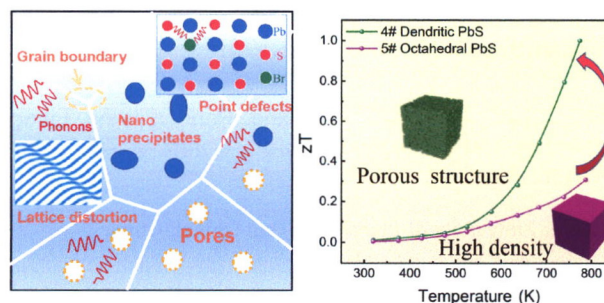 Pb
S
Br
Grain boundary
Phonons
Nano
precipitates
Point defects
Lattice distortion
Pores
4# Dendritic PbS
5# Octahedral PbS
zT
1.0
0.8
0.6
0.4
0.2
0.0
Porous structure
High density
300 400 500 600 700 800
Temperature (K)